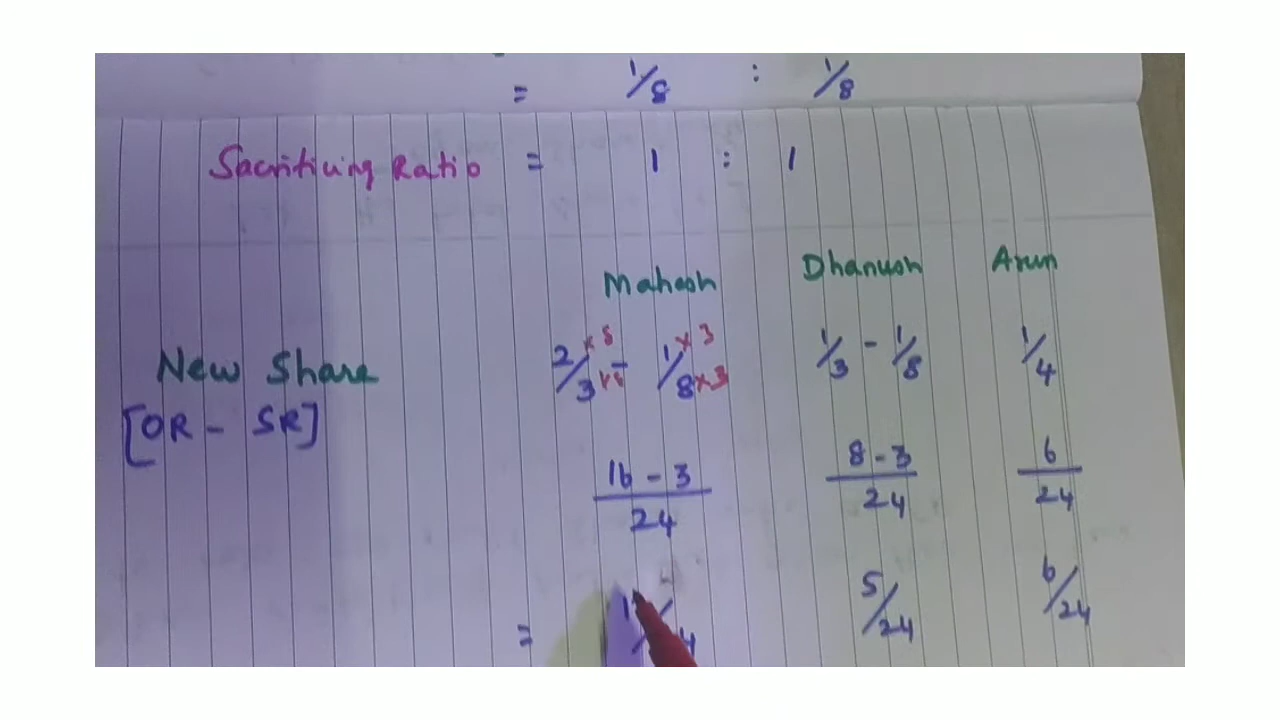 = 1/8 : 1/8
Sacrificing Ratio = 1 : 1
Mahesh Dhanush Arun
New Share 2/3 ×8 ×8 - 1/8 ×3 ×3 1/3 - 1/8 1/4
[OR - SR]
16 - 3 / 24 8 - 3 / 24 6 / 24
= 5/24 6/24